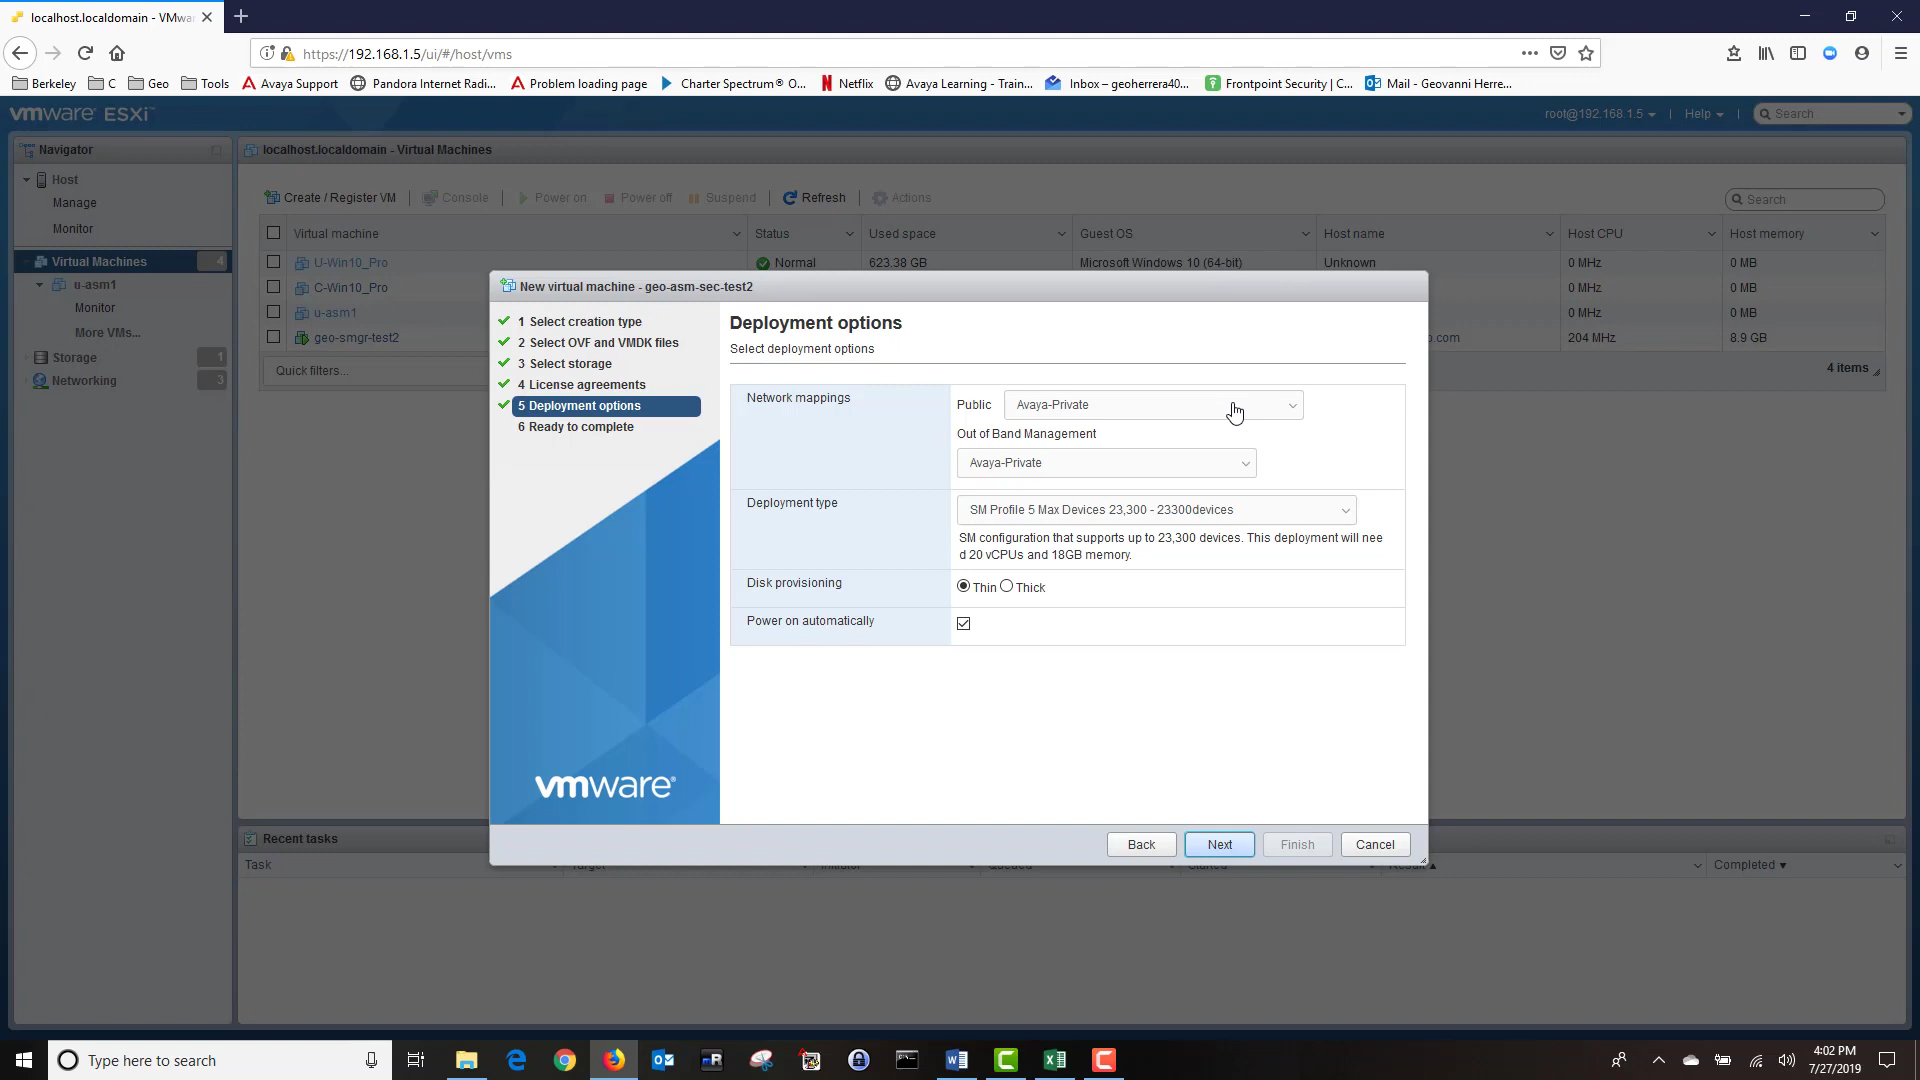 localhost.localdomain - VMwa
https://192.168.1.5/ui/#/host/vms
Berkeley C Geo Tools Avaya Support Pandora Internet Radi... Problem loading page Charter Spectrum® O... Netflix Avaya Learning - Train... Inbox – geoherrera40... Frontpoint Security | C... Mail - Geovanni Herre...
vmware ESXi
root@192.168.1.5 | Help | Search
Navigator
localhost.localdomain - Virtual Machines
Host
Manage
Monitor
Virtual Machines 4
u-asm1
Monitor
More VMs...
Storage 1
Networking 3
Create / Register VM Console Power on Power off Suspend Refresh Actions Search
Virtual machine Status Used space Guest OS Host name Host CPU Host memory
U-Win10_Pro Normal 623.38 GB Microsoft Windows 10 (64-bit) Unknown 0 MHz 0 MB
C-Win10_Pro 0 MHz 0 MB
u-asm1 0 MHz 0 MB
geo-smgr-test2 p.com 204 MHz 8.9 GB
Quick filters...
4 items
New virtual machine - geo-asm-sec-test2
1 Select creation type
2 Select OVF and VMDK files
3 Select storage
4 License agreements
5 Deployment options
6 Ready to complete
vmware®
Deployment options
Select deployment options
Network mappings Public Avaya-Private
Out of Band Management
Avaya-Private
Deployment type SM Profile 5 Max Devices 23,300 - 23300devices
SM configuration that supports up to 23,300 devices. This deployment will nee
d 20 vCPUs and 18GB memory.
Disk provisioning Thin Thick
Power on automatically
Back Next Finish Cancel
Recent tasks
Task Target Initiator Queued Started Result Completed
Type here to search
4:02 PM
7/27/2019